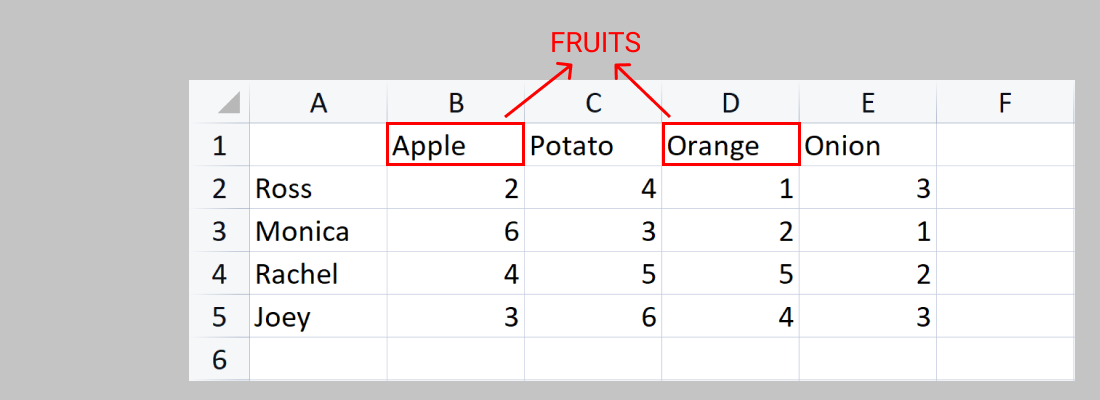 FRUITS
A B C D E F
1 Apple Potato Orange Onion
2 Ross 2 4 1 3
3 Monica 6 3 2 1
4 Rachel 4 5 5 2
5 Joey 3 6 4 3
6